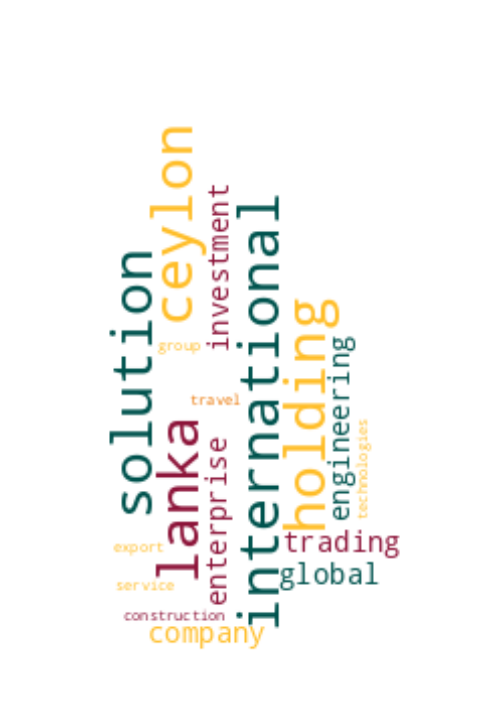 ceylon
investment
international
solution
holding
group
engineering
travel
lanka
technologies
enterprise
trading
export
global
service
construction
company